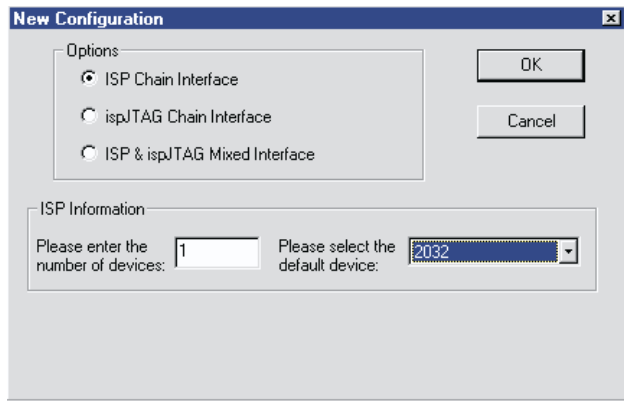 New Configuration
Options
ISP Chain Interface
ispJTAG Chain Interface
ISP & ispJTAG Mixed Interface
OK
Cancel
ISP Information
Please enter the
number of devices:
1
Please select the
default device:
2032